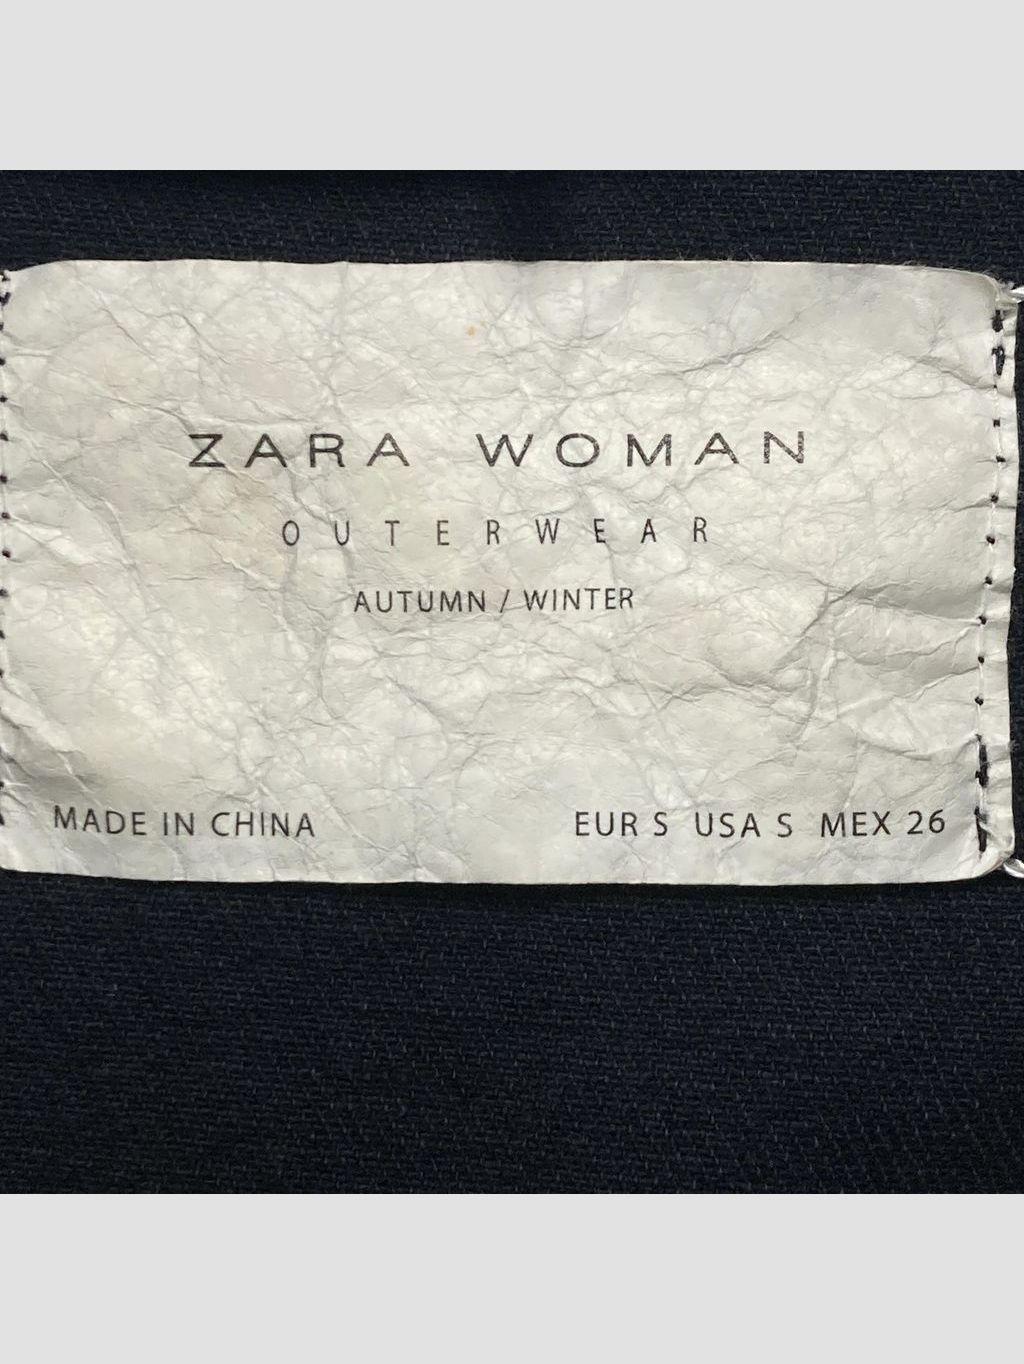 ZARA WOMAN
OUTERWEAR
AUTUMN / WINTER
MADE IN CHINA
EUR S USA S MEX 26